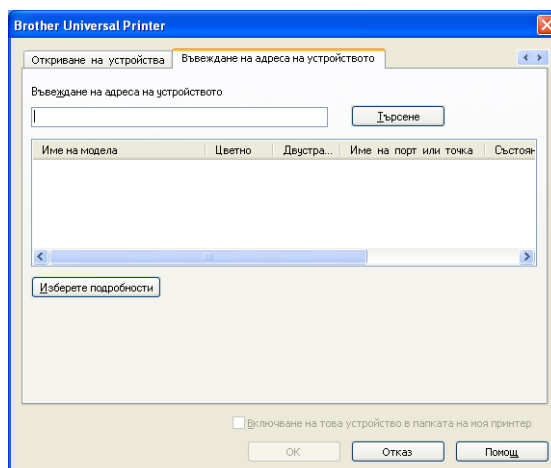 Brother Universal Printer
Откриване на устройства Въвеждане на адреса на устройството
Въвеждане на адреса на устройството
Търсене
Име на модела Цветно Двустра... Име на порт или точка Състоян
Изберете подробности
Включване на това устройство в папката на моя принтер
OK Отказ Помощ